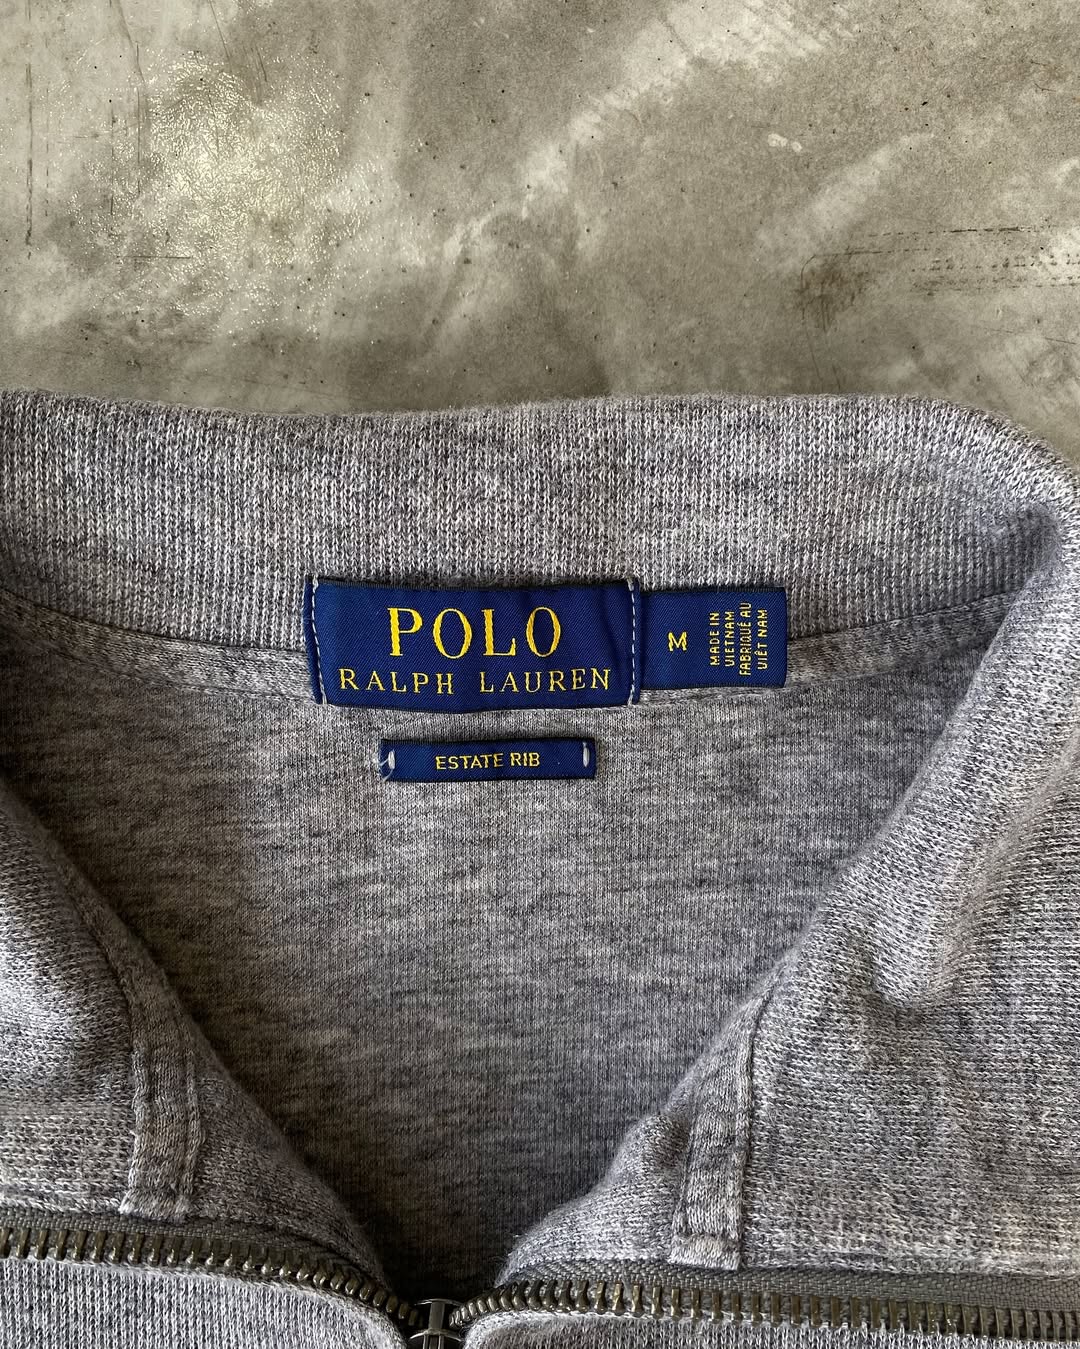 POLO
RALPH LAUREN
M
MADE IN
VIETNAM
FABRIQUÉ AU
VIÊT NAM
ESTATE RIB